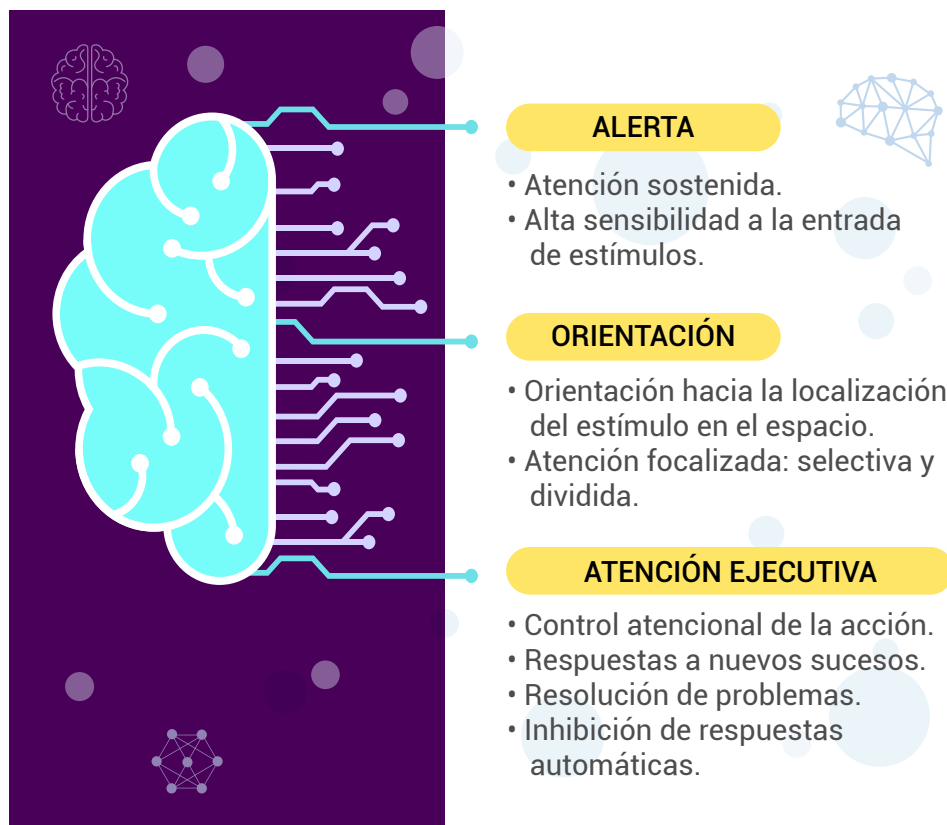 ALERTA
• Atención sostenida.
• Alta sensibilidad a la entrada
de estímulos.
ORIENTACIÓN
• Orientación hacia la localización
del estímulo en el espacio.
• Atención focalizada: selectiva y
dividida.
ATENCIÓN EJECUTIVA
• Control atencional de la acción.
• Respuestas a nuevos sucesos.
• Resolución de problemas.
• Inhibición de respuestas
automáticas.